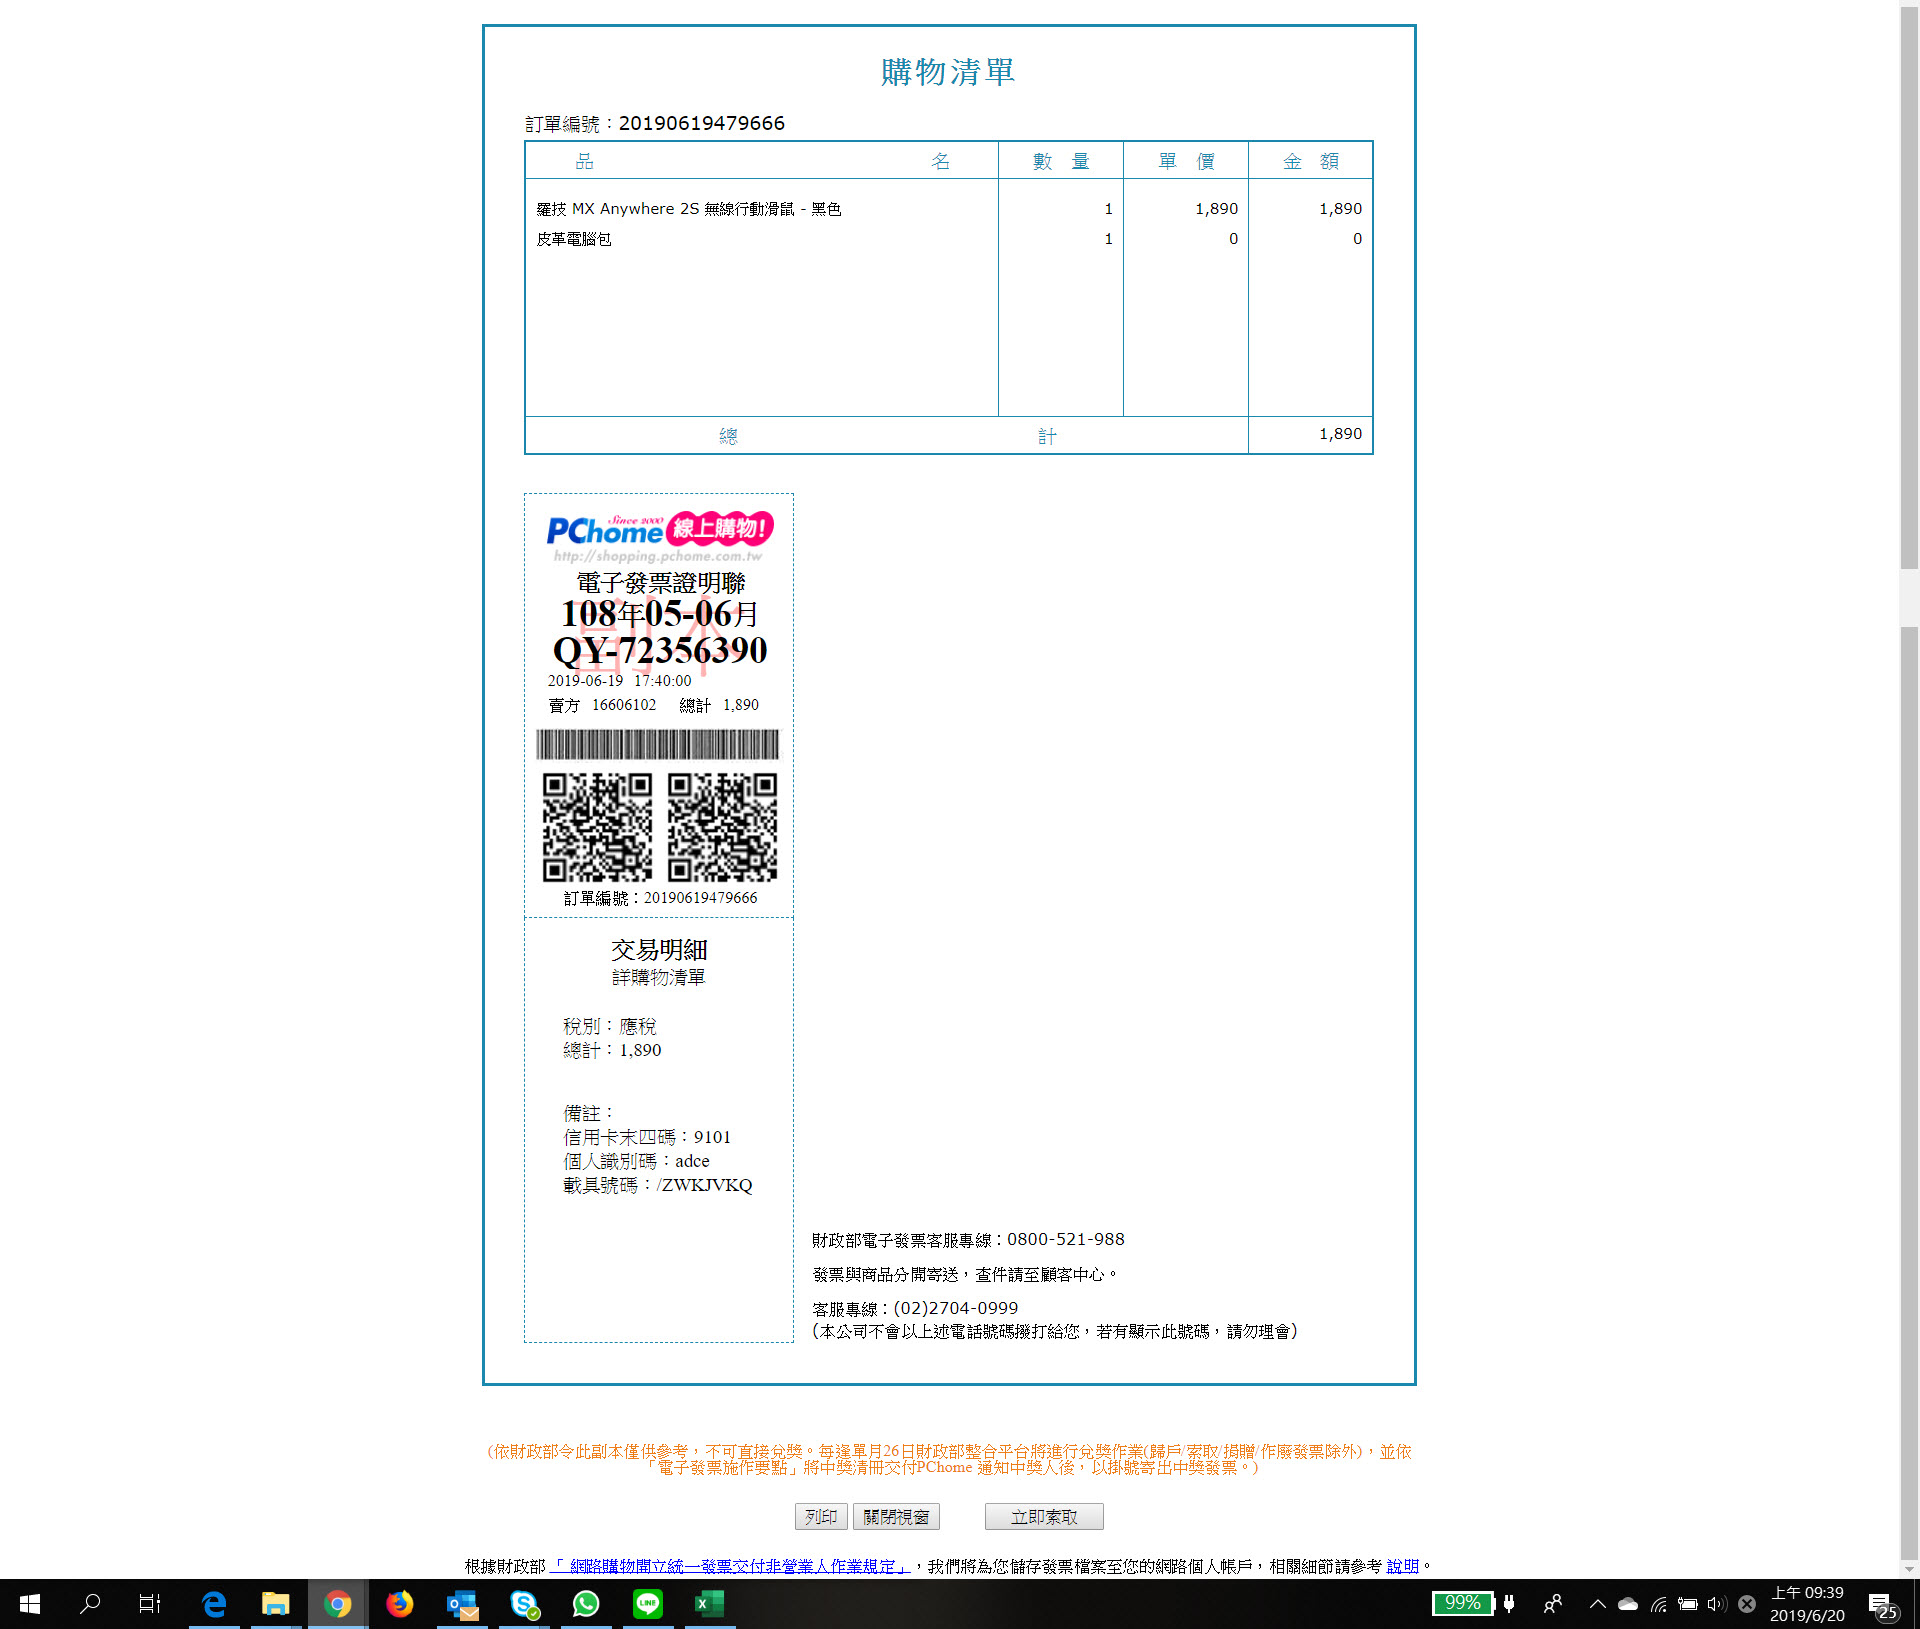 購物清單
訂單編號：20190619479666
品 名 數 量 單 價 金 額
羅技 MX Anywhere 2S 無線行動滑鼠 - 黑色 1 1,890 1,890
皮革電腦包 1 0 0
總 計 1,890
Since 2000
PChome 線上購物!
http://shopping.pchome.com.tw
電子發票證明聯
副本
108年05-06月
QY-72356390
2019-06-19 17:40:00
賣方 16606102 總計 1,890
訂單編號：20190619479666
交易明細
詳購物清單
稅別：應稅
總計：1,890
備註：
信用卡末四碼：9101
個人識別碼：adce
載具號碼：/ZWKJVKQ
財政部電子發票客服專線：0800-521-988
發票與商品分開寄送，查件請至顧客中心。
客服專線：(02)2704-0999
(本公司不會以上述電話號碼撥打給您，若有顯示此號碼，請勿理會)
(依財政部令此副本僅供參考，不可直接兌獎。每逢單月26日財政部整合平台將進行兌獎作業(歸戶/索取/捐贈/作廢發票除外)，並依
「電子發票施作要點」將中獎清冊交付PChome 通知中獎人後，以掛號寄出中獎發票。)
列印 關閉視窗 立即索取
根據財政部「 網路購物開立統一發票交付非營業人作業規定」，我們將為您儲存發票檔案至您的網路個人帳戶，相關細節請參考 說明。
99%
上午 09:39
2019/6/20
25